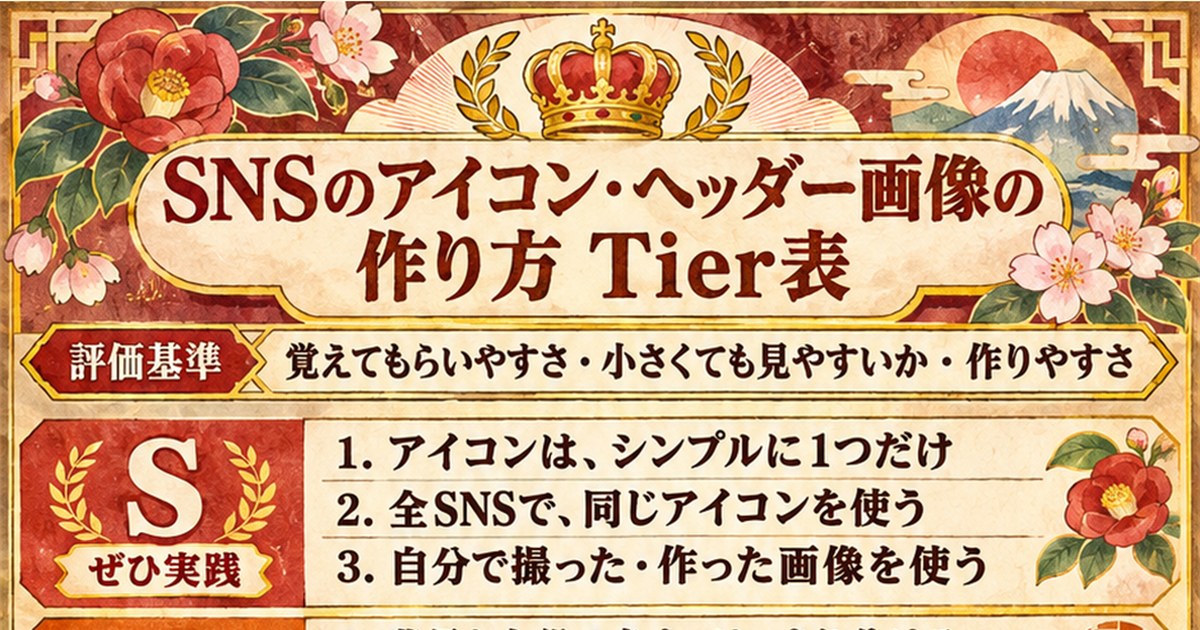 SNSのアイコン・ヘッダー画像の
作り方 Tier表
評価基準
覚えてもらいやすさ・小さくても見やすいか・作りやすさ
S
ぜひ実践
1. アイコンは、シンプルに1つだけ
2. 全SNSで、同じアイコンを使う
3. 自分で撮った・作った画像を使う